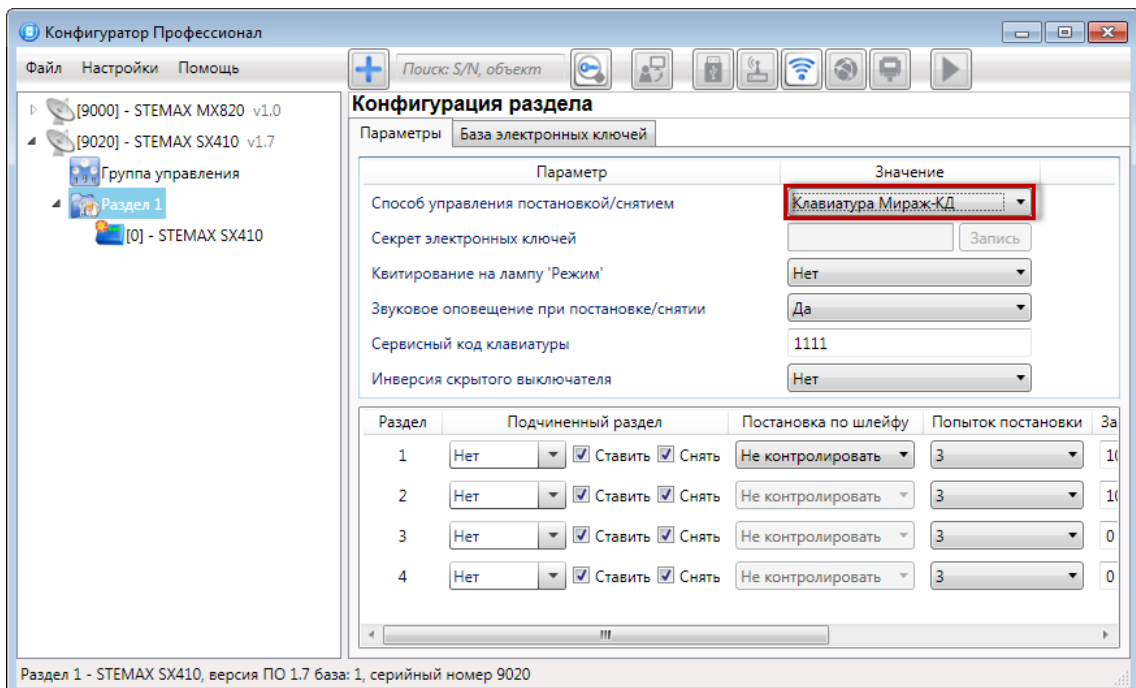 Конфигуратор Профессионал
Файл Настройки Помощь Поиск: S/N, объект
[9000] - STEMAX MX820 v1.0
[9020] - STEMAX SX410 v1.7
Группа управления
Раздел 1
[0] - STEMAX SX410
Конфигурация раздела
Параметры База электронных ключей
Параметр Значение
Способ управления постановкой/снятием Клавиатура Мираж-КД
Секрет электронных ключей Запись
Квитирование на лампу 'Режим' Нет
Звуковое оповещение при постановке/снятии Да
Сервисный код клавиатуры 1111
Инверсия скрытого выключателя Нет
Раздел Подчиненный раздел Постановка по шлейфу Попыток постановки За
1 Нет Ставить Снять Не контролировать 3 10
2 Нет Ставить Снять Не контролировать 3 10
3 Нет Ставить Снять Не контролировать 3 0
4 Нет Ставить Снять Не контролировать 3 0
Раздел 1 - STEMAX SX410, версия ПО 1.7 база: 1, серийный номер 9020